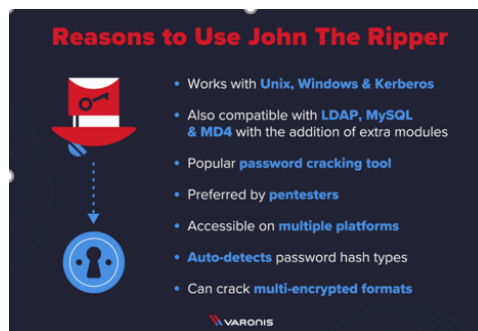 Reasons to Use John The Ripper
• Works with Unix, Windows & Kerberos
• Also compatible with LDAP, MySQL
& MD4 with the addition of extra modules
• Popular password cracking tool
• Preferred by pentesters
• Accessible on multiple platforms
• Auto-detects password hash types
• Can crack multi-encrypted formats
VARONIS